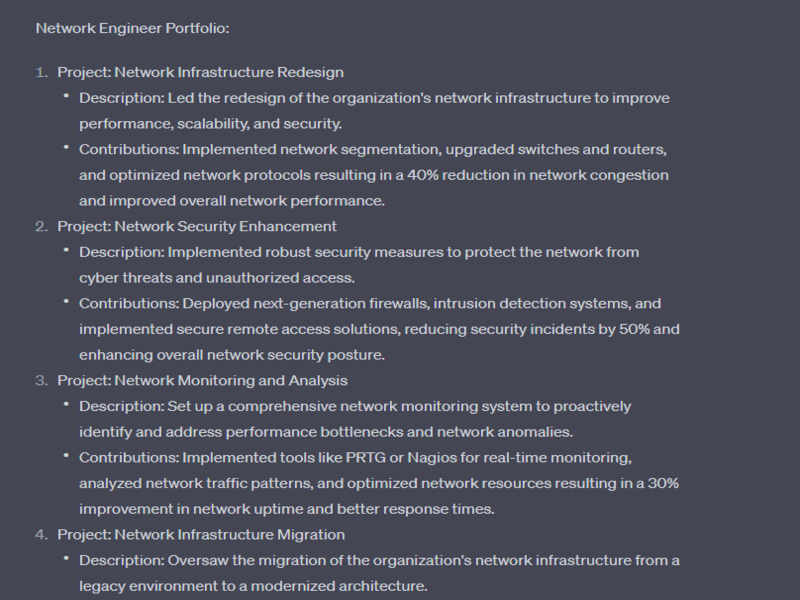 Network Engineer Portfolio:
1. Project: Network Infrastructure Redesign
• Description: Led the redesign of the organization's network infrastructure to improve
performance, scalability, and security.
• Contributions: Implemented network segmentation, upgraded switches and routers,
and optimized network protocols resulting in a 40% reduction in network congestion
and improved overall network performance.
2. Project: Network Security Enhancement
• Description: Implemented robust security measures to protect the network from
cyber threats and unauthorized access.
• Contributions: Deployed next-generation firewalls, intrusion detection systems, and
implemented secure remote access solutions, reducing security incidents by 50% and
enhancing overall network security posture.
3. Project: Network Monitoring and Analysis
• Description: Set up a comprehensive network monitoring system to proactively
identify and address performance bottlenecks and network anomalies.
• Contributions: Implemented tools like PRTG or Nagios for real-time monitoring,
analyzed network traffic patterns, and optimized network resources resulting in a 30%
improvement in network uptime and better response times.
4. Project: Network Infrastructure Migration
• Description: Oversaw the migration of the organization's network infrastructure from a
legacy environment to a modernized architecture.